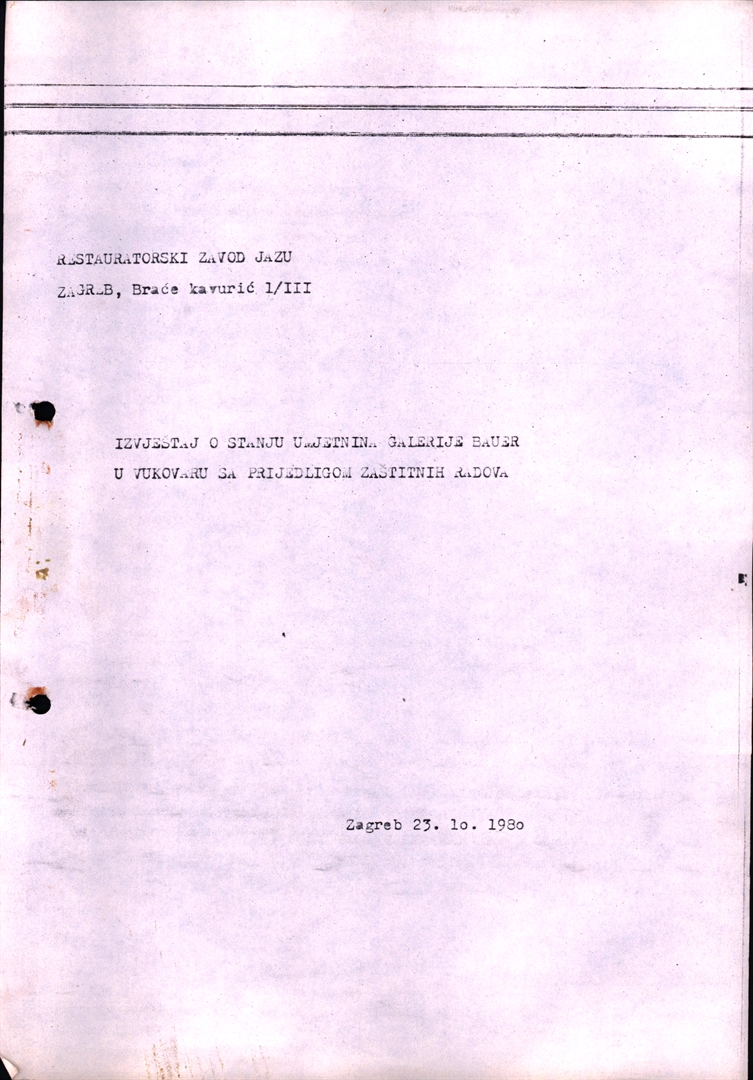 RESTAURATORSKI ZAVOD JAZU
ZAGREB, Braće kavurić 1/III
IZVJEŠTAJ O STANJU UMJETNINA GALERIJE BAUER
U VUKOVARU SA PRIJEDLIGOM ZAŠTITNIH RADOVA
Zagreb 23. lo. 198o